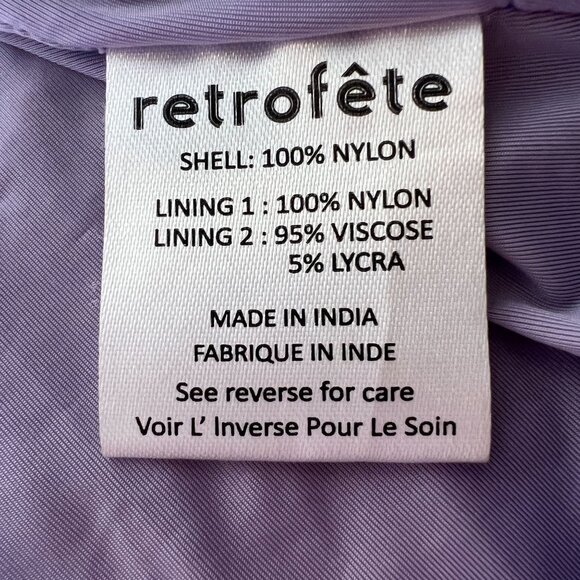 retrofête
SHELL: 100% NYLON
LINING 1 : 100% NYLON
LINING 2 : 95% VISCOSE
5% LYCRA
MADE IN INDIA
FABRIQUE IN INDE
See reverse for care
Voir L' Inverse Pour Le Soin